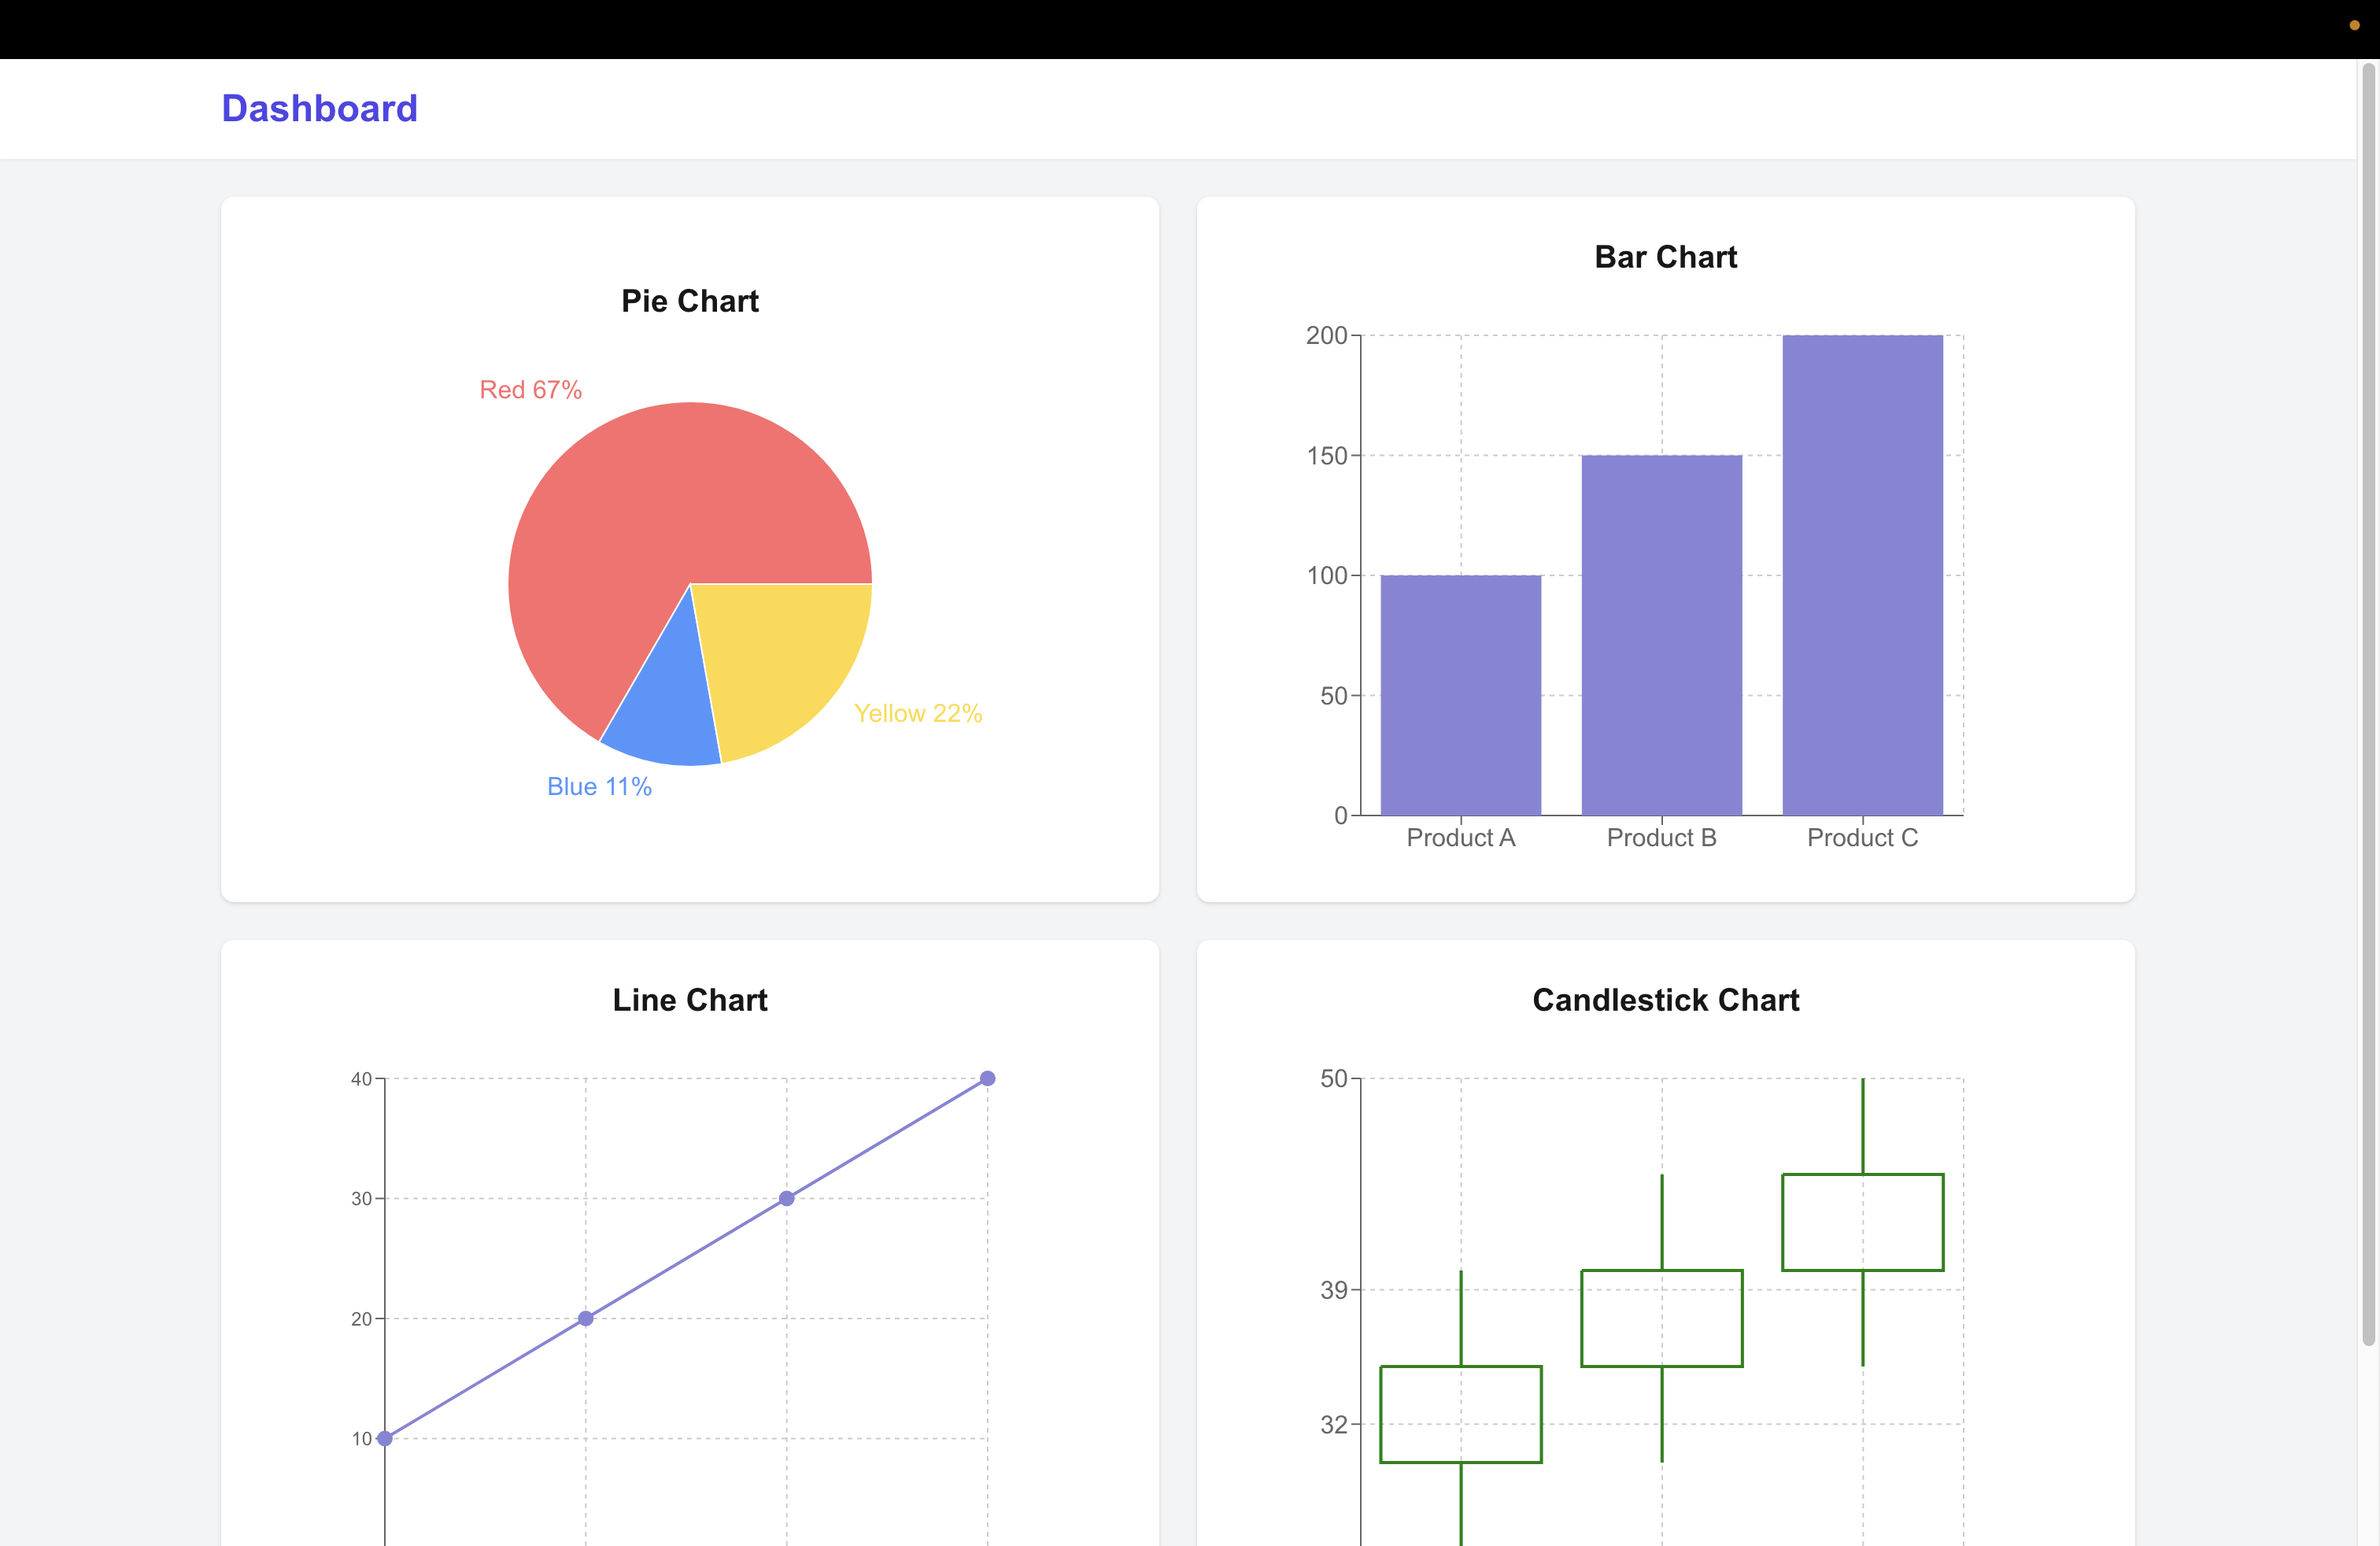 Dashboard
Pie Chart
Red 67%
Yellow 22%
Blue 11%
Bar Chart
200
150
100
50
0
Product A
Product B
Product C
Line Chart
40
30
20
10
Candlestick Chart
50
39
32